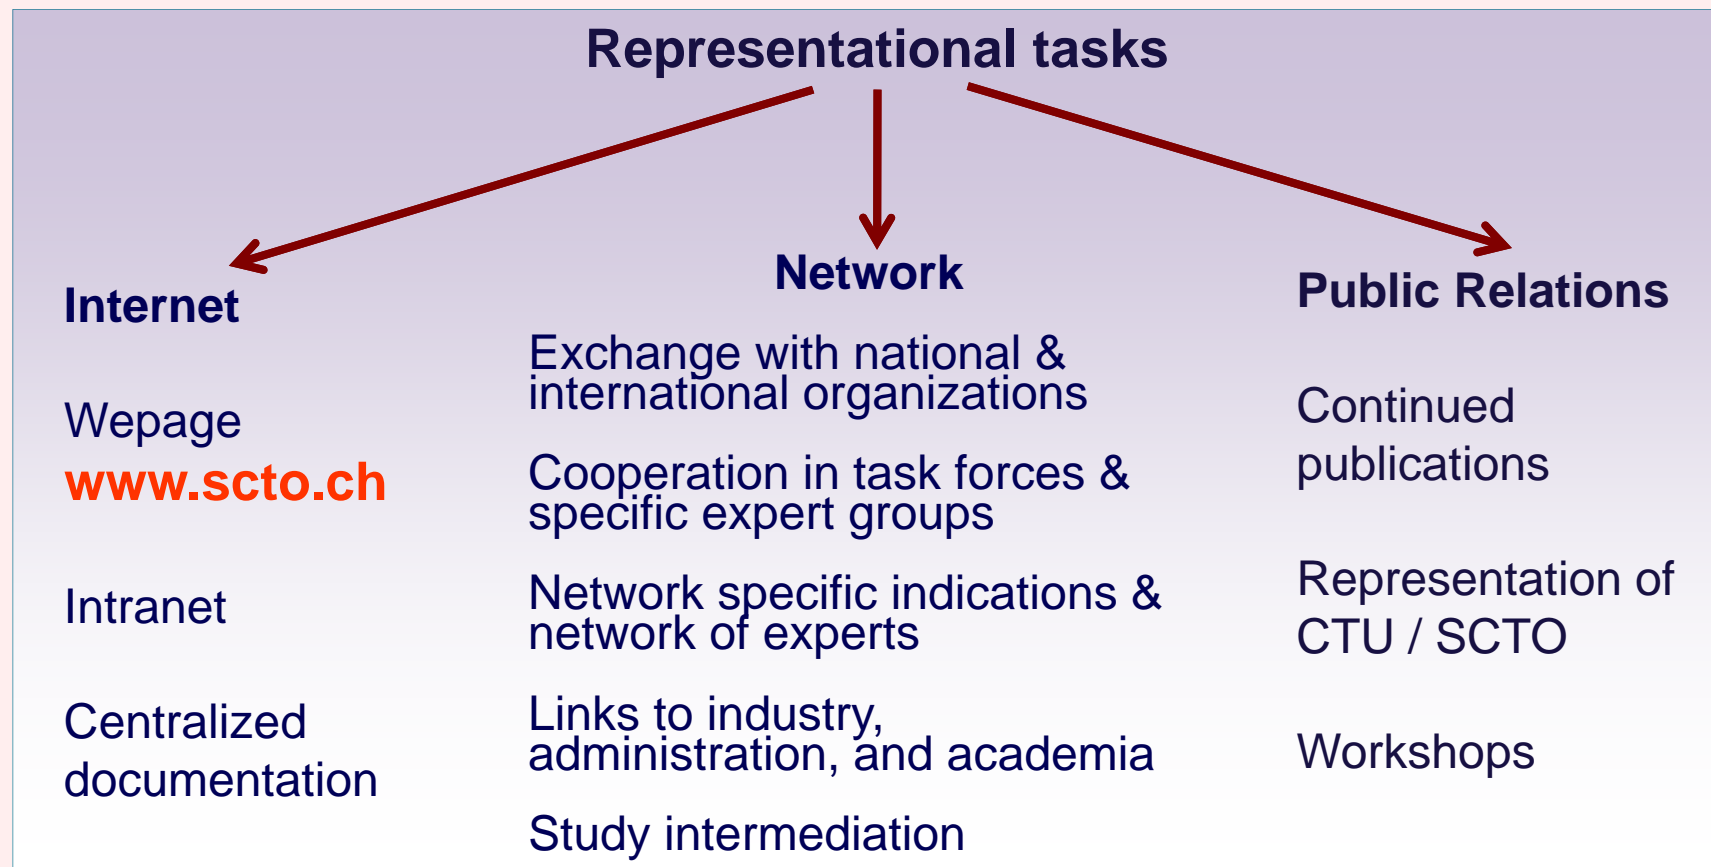 Representational tasks
Internet
Wepage
www.scto.ch
Intranet
Centralized
documentation
Network
Exchange with national &
international organizations
Cooperation in task forces &
specific expert groups
Network specific indications &
network of experts
Links to industry,
administration, and academia
Study intermediation
Public Relations
Continued
publications
Representation of
CTU / SCTO
Workshops